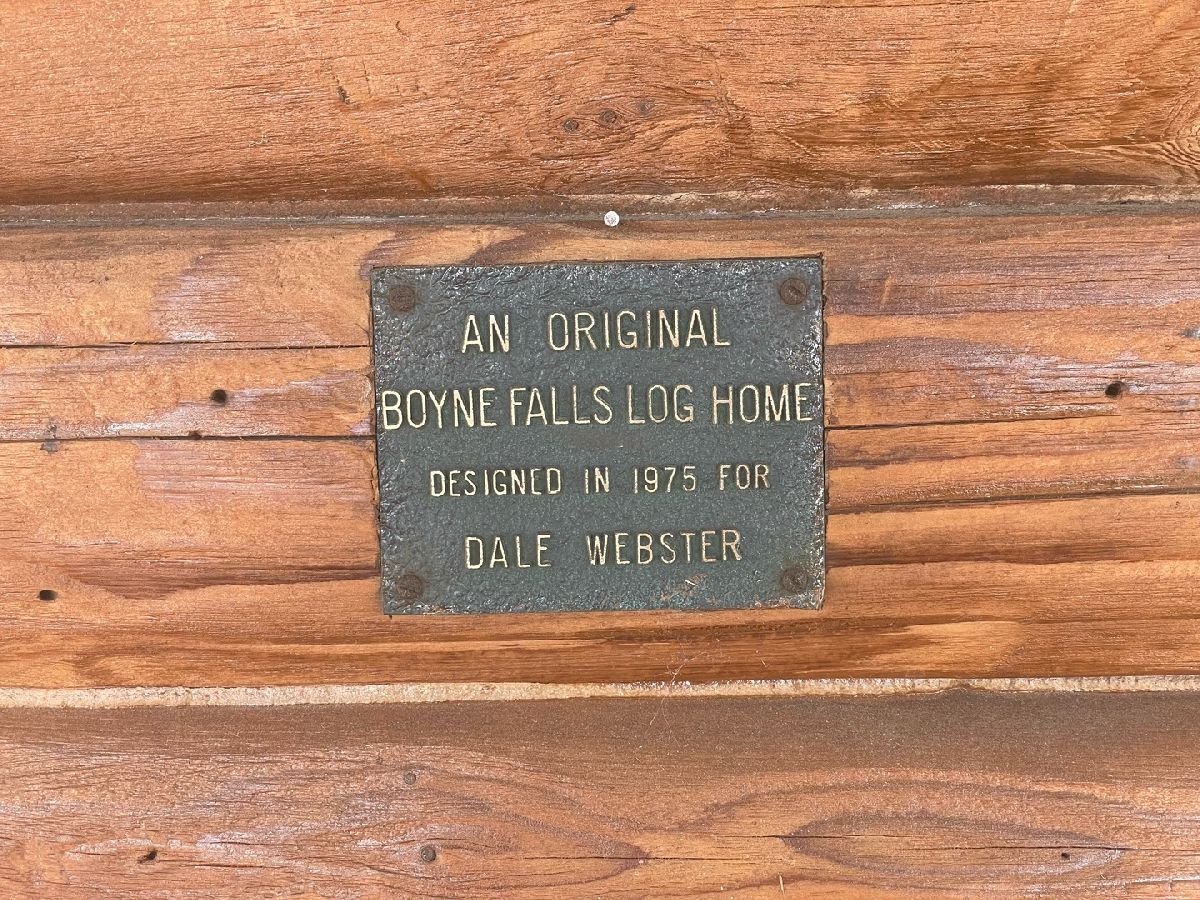 AN ORIGINAL
BOYNE FALLS LOG HOME
DESIGNED IN 1975 FOR
DALE WEBSTER